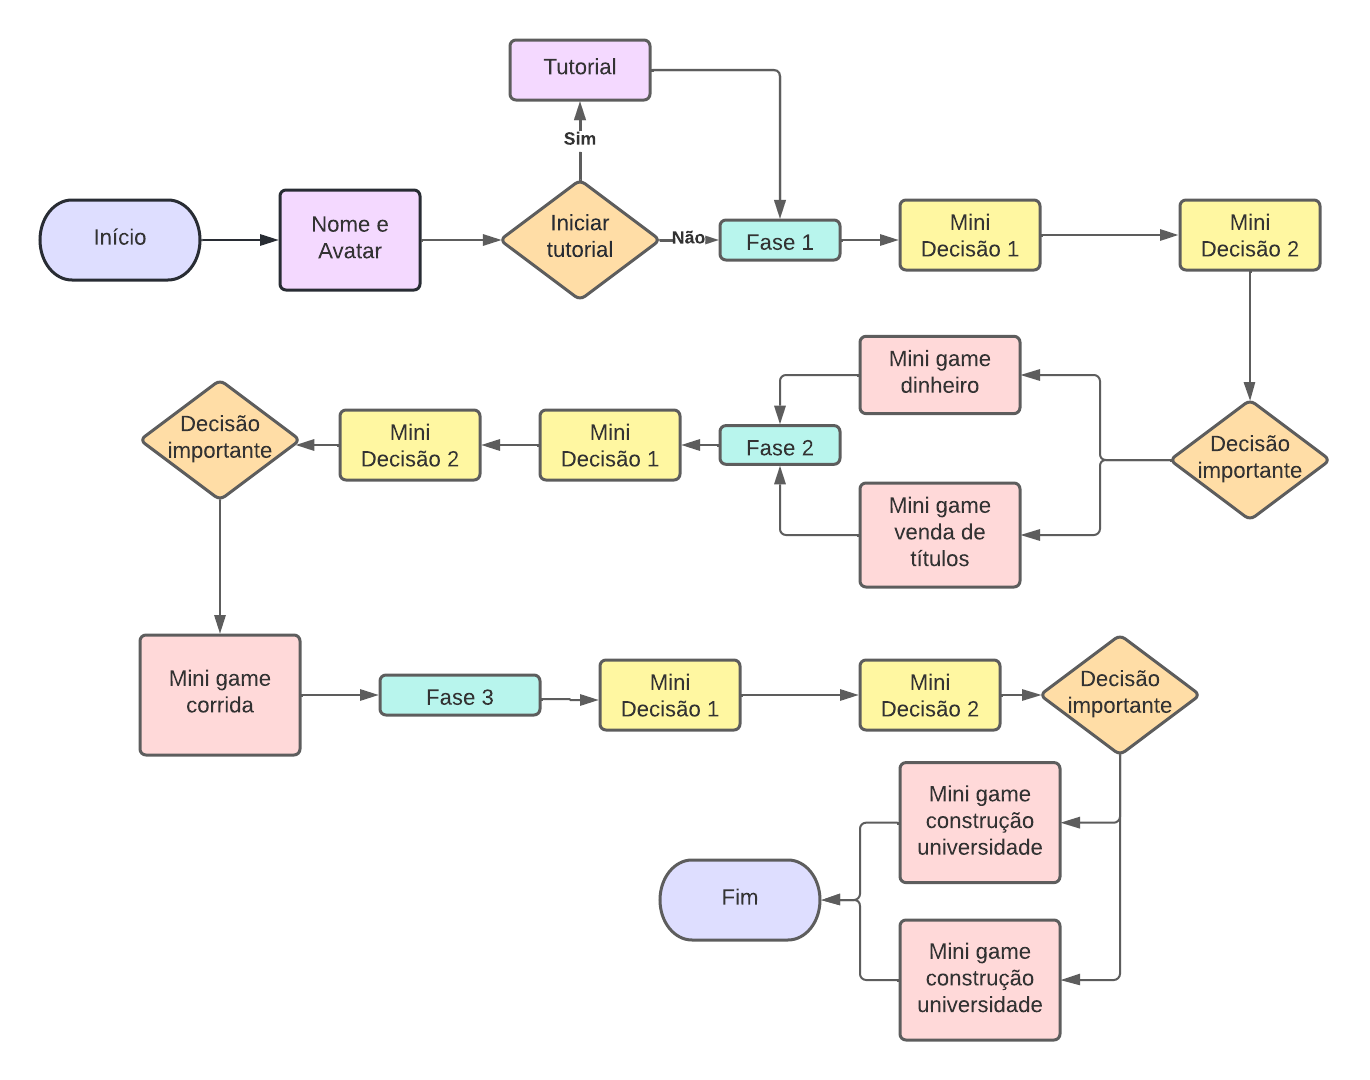 Tutorial
Sim
Início
Nome e
Avatar
Iniciar
tutorial
Não
Fase 1
Mini
Decisão 1
Mini
Decisão 2
Mini game
dinheiro
Decisão
importante
Mini
Decisão 2
Mini
Decisão 1
Fase 2
Decisão
importante
Mini game
venda de
títulos
Mini game
corrida
Fase 3
Mini
Decisão 1
Mini
Decisão 2
Decisão
importante
Mini game
construção
universidade
Fim
Mini game
construção
universidade